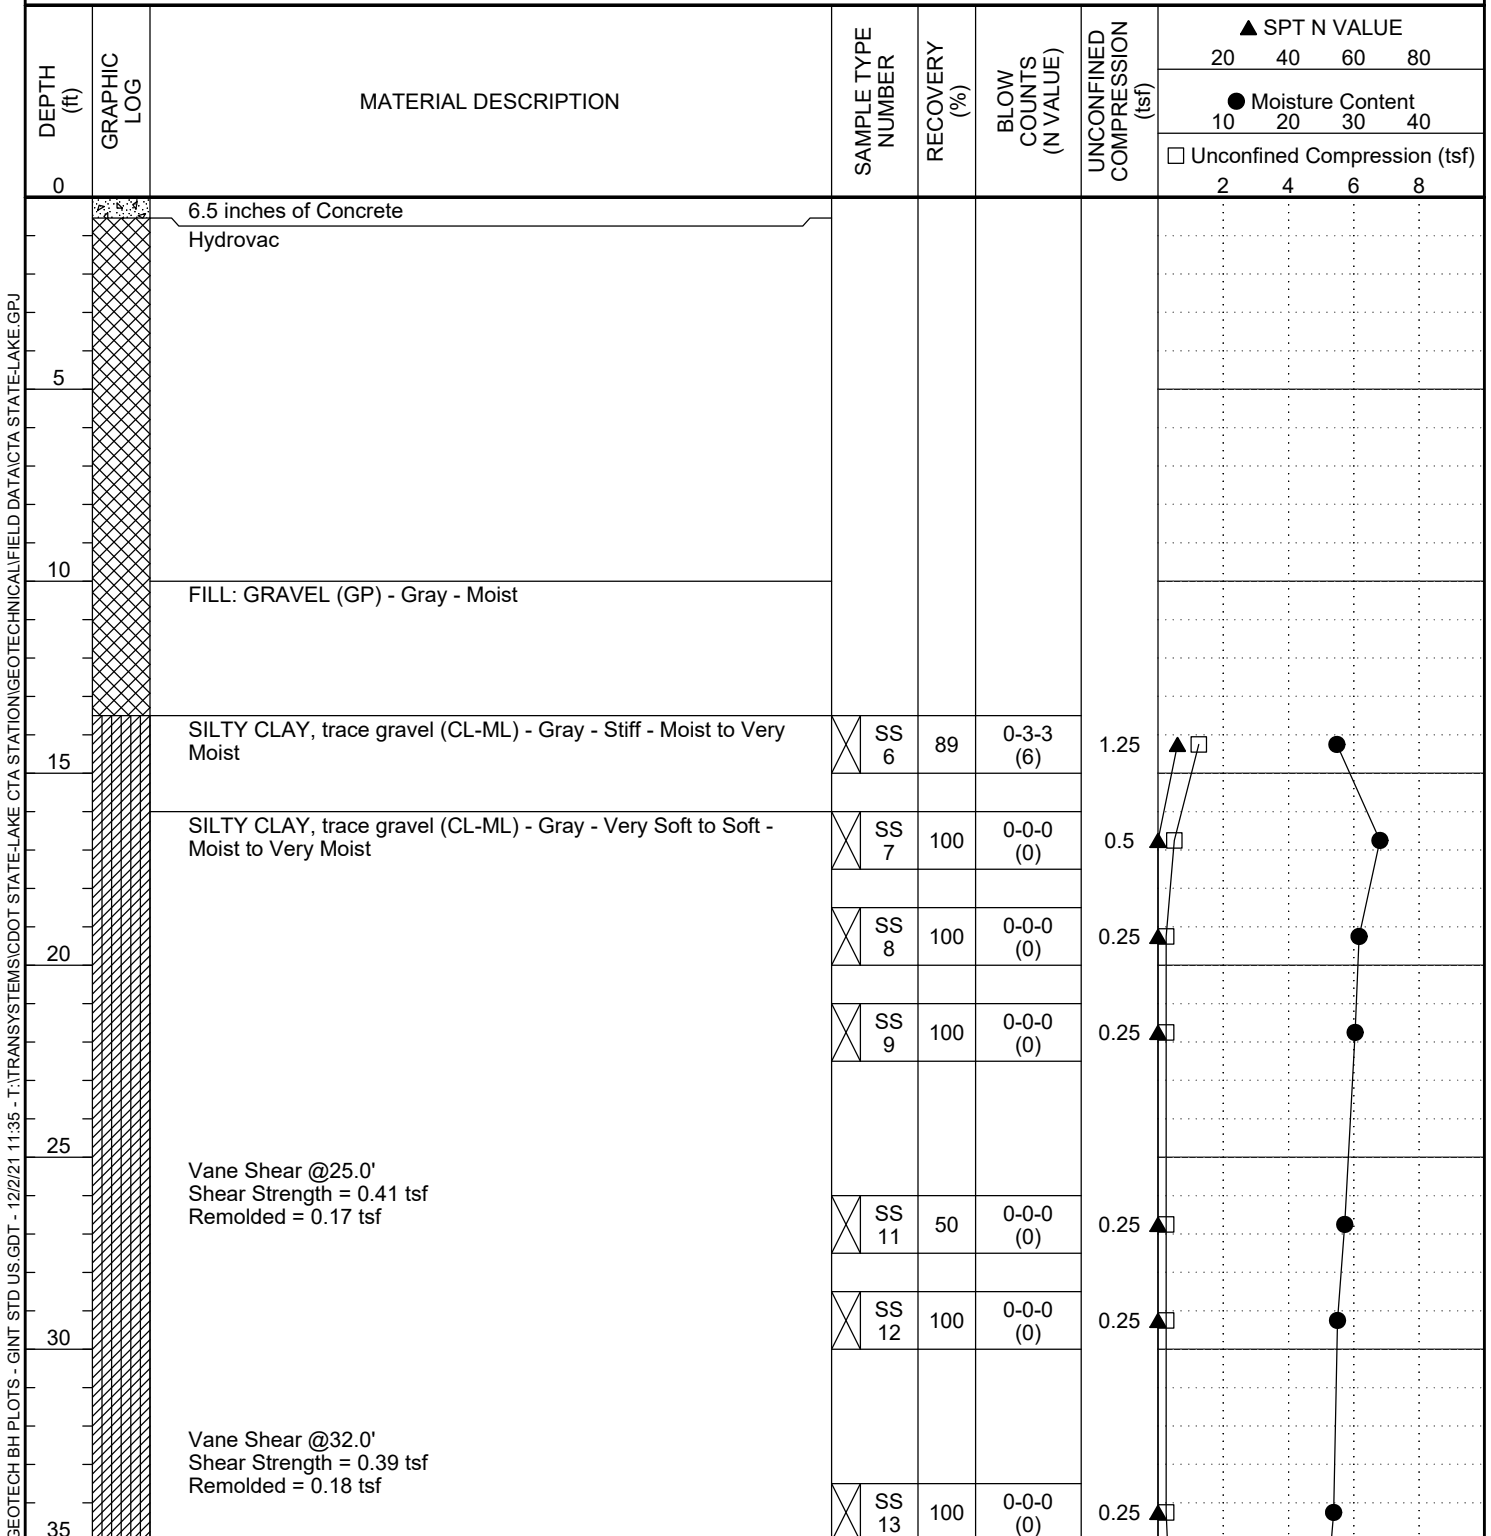 DEPTH
(ft)
GRAPHIC
LOG
MATERIAL DESCRIPTION
SAMPLE TYPE
NUMBER
RECOVERY
(%)
BLOW
COUNTS
(N VALUE)
UNCONFINED
COMPRESSION
(tsf)
▲ SPT N VALUE
20 40 60 80
● Moisture Content
10 20 30 40
□ Unconfined Compression (tsf)
2 4 6 8
0
6.5 inches of Concrete
Hydrovac
5
10
FILL: GRAVEL (GP) - Gray - Moist
SILTY CLAY, trace gravel (CL-ML) - Gray - Stiff - Moist to Very
Moist
SS
6
89
0-3-3
(6)
1.25
15
SILTY CLAY, trace gravel (CL-ML) - Gray - Very Soft to Soft -
Moist to Very Moist
SS
7
100
0-0-0
(0)
0.5
SS
8
100
0-0-0
(0)
0.25
20
SS
9
100
0-0-0
(0)
0.25
25
Vane Shear @25.0'
Shear Strength = 0.41 tsf
Remolded = 0.17 tsf
SS
11
50
0-0-0
(0)
0.25
SS
12
100
0-0-0
(0)
0.25
30
Vane Shear @32.0'
Shear Strength = 0.39 tsf
Remolded = 0.18 tsf
SS
13
100
0-0-0
(0)
0.25
35
GEOTECH BH PLOTS - GINT STD US.GDT - 12/2/21 11:35 - T:\TRANSYSTEMS\CDOT STATE-LAKE CTA STATION\GEOTECHNICAL\FIELD DATA\CTA STATE-LAKE.GPJ